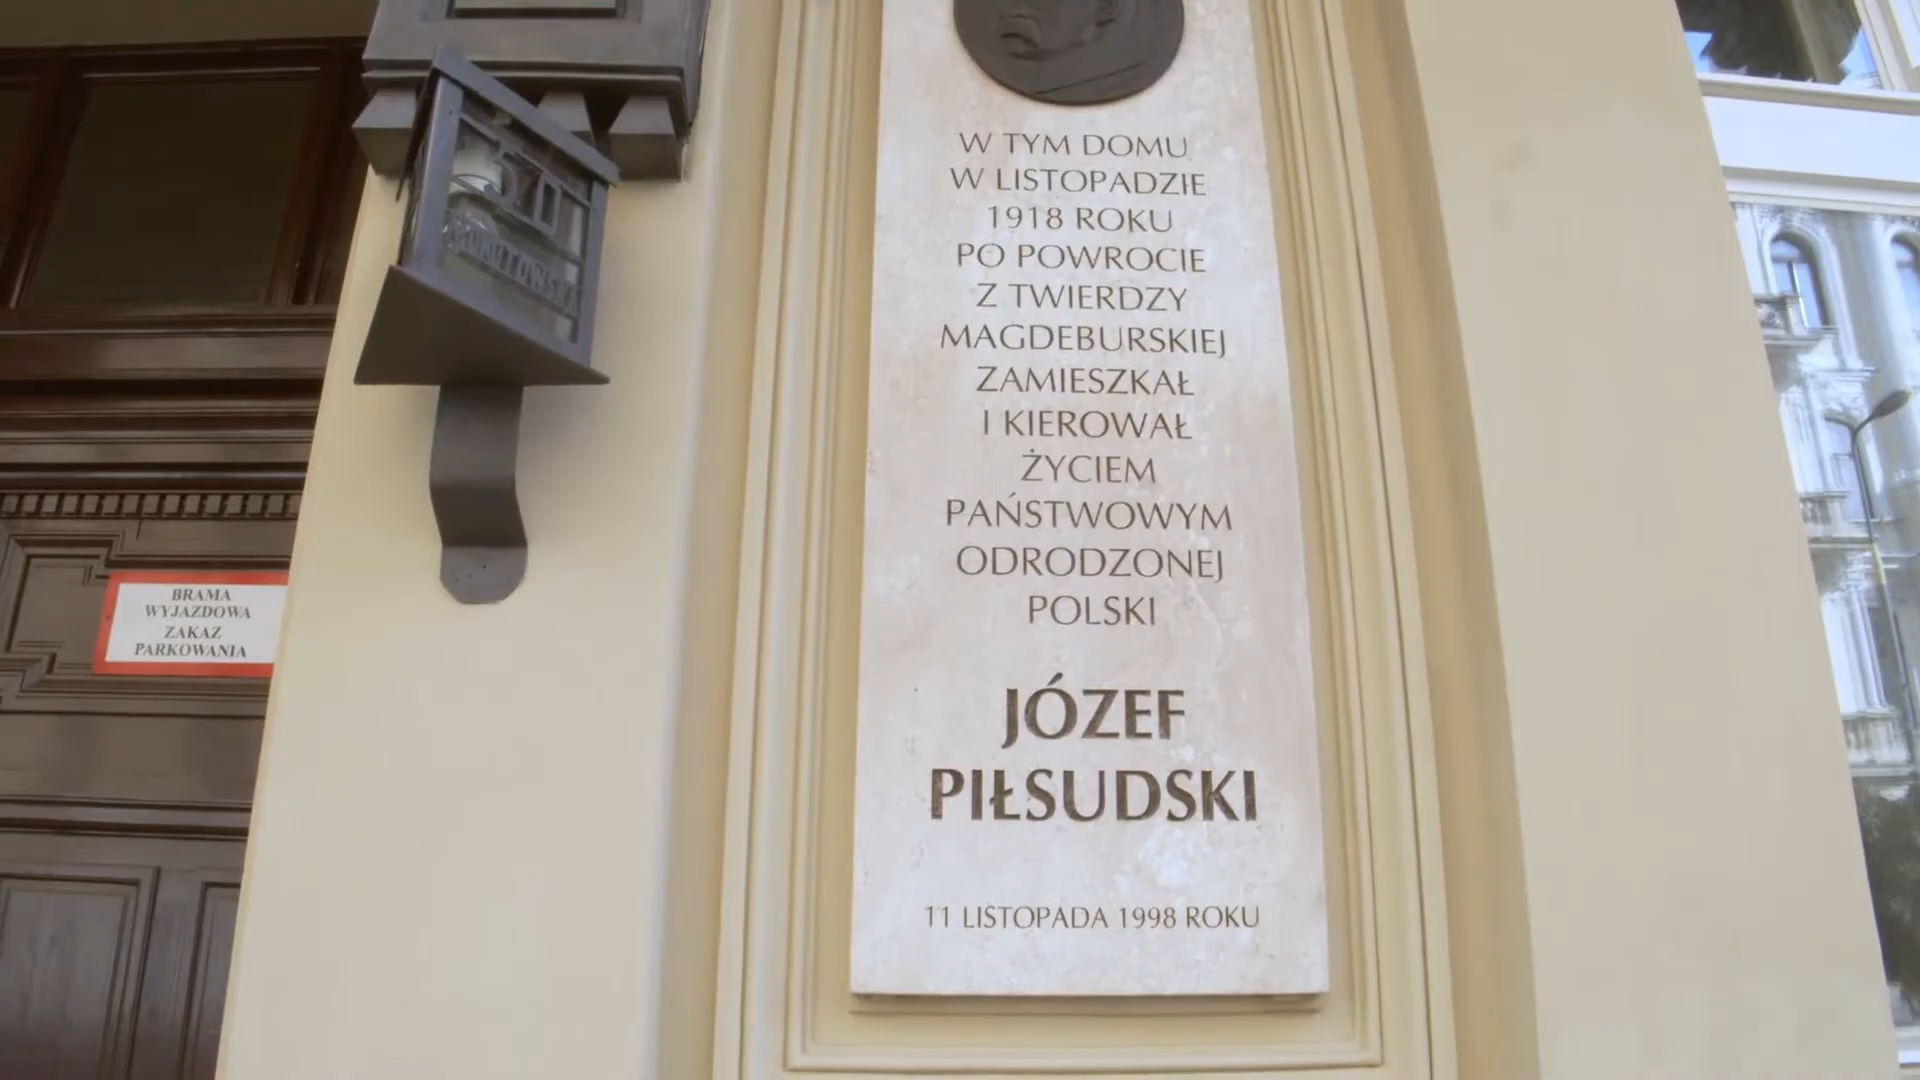 W TYM DOMU
W LISTOPADZIE
1918 ROKU
PO POWROCIE
Z TWIERDZY
MAGDEBURSKIEJ
ZAMIESZKAŁ
I KIEROWAŁ
ŻYCIEM
PAŃSTWOWYM
ODRODZONEJ
POLSKI
JÓZEF
PIŁSUDSKI
11 LISTOPADA 1998 ROKU
BRAMA
WYJAZDOWA
ZAKAZ
PARKOWANIA